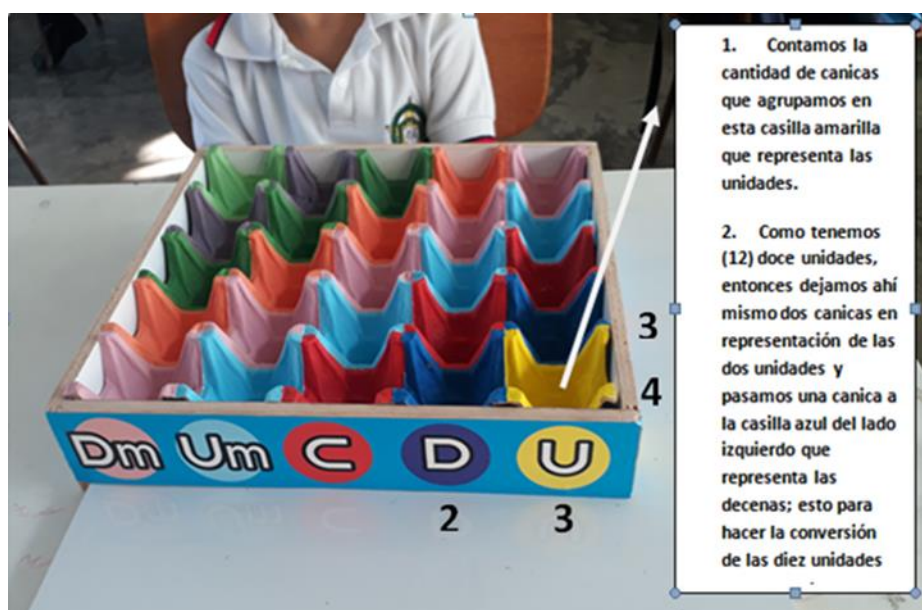 1. Contamos la
cantidad de canicas
que agrupamos en
esta casilla amarilla
que representa las
unidades.
2. Como tenemos
(12) doce unidades,
entonces dejamos ahí
mismo dos canicas en
representación de las
dos unidades y
pasamos una canica a
la casilla azul del lado
izquierdo que
representa las
decenas; esto para
hacer la conversión
de las diez unidades
3
4
Dm Um C D U
2 3